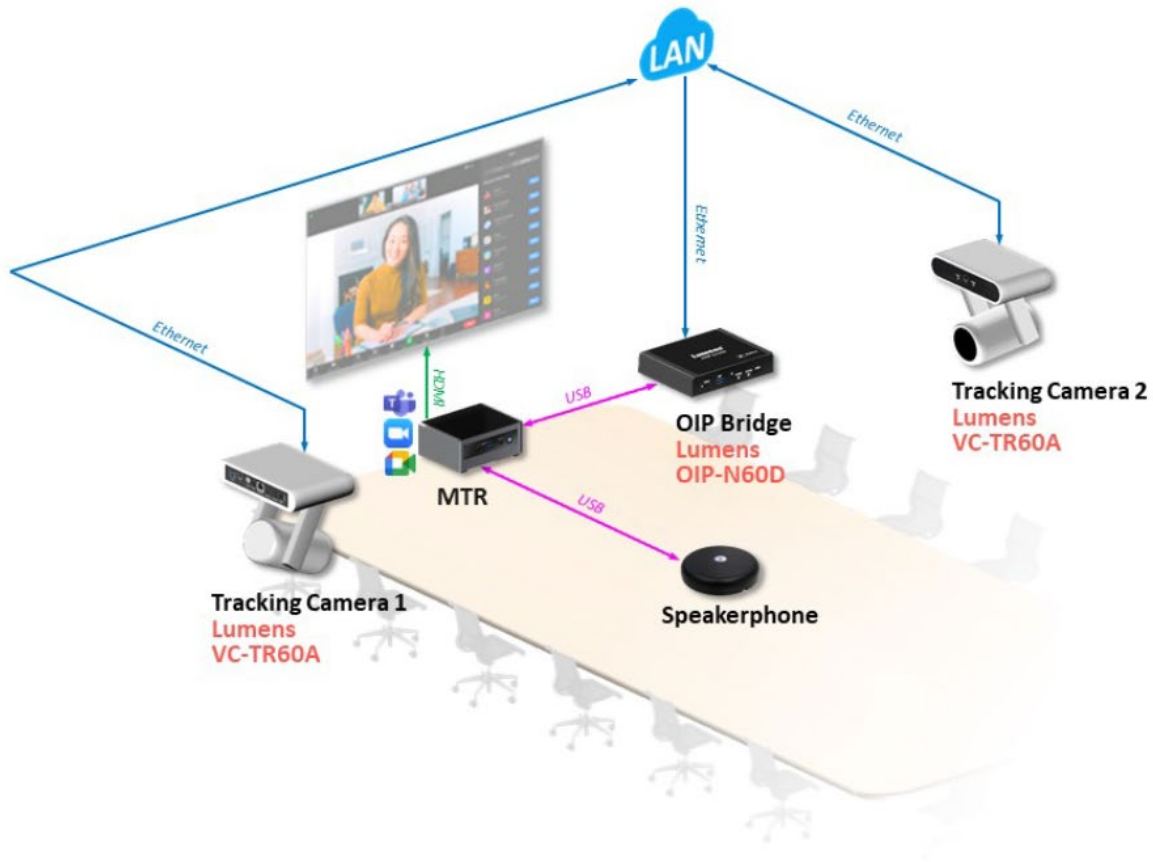 LAN
Ethernet
Ethernet
Ethernet
HDMI
USB
OIP Bridge
Lumens
OIP-N60D
Tracking Camera 2
Lumens
VC-TR60A
MTR
USB
Tracking Camera 1
Lumens
VC-TR60A
Speakerphone